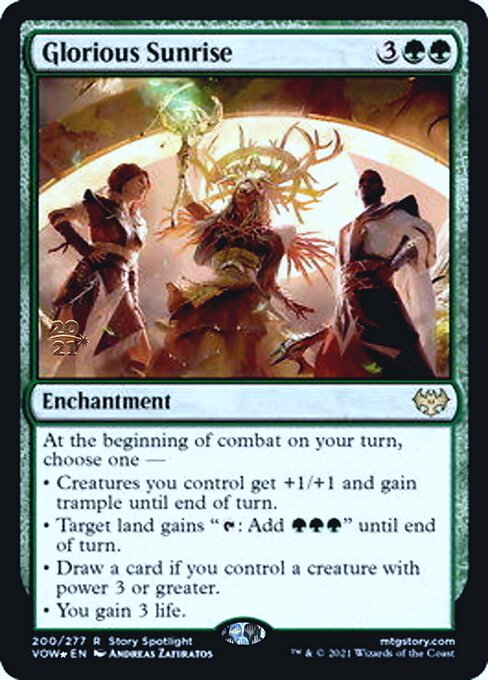 Glorious Sunrise 3
20
21*
Enchantment
At the beginning of combat on your turn,
choose one —
• Creatures you control get +1/+1 and gain
trample until end of turn.
• Target land gains “ : Add ” until end
of turn.
• Draw a card if you control a creature with
power 3 or greater.
• You gain 3 life.
200/277 R Story Spotlight mtgstory.com
VOW★EN Andreas Zafiratos ™ & © 2021 Wizards of the Coast